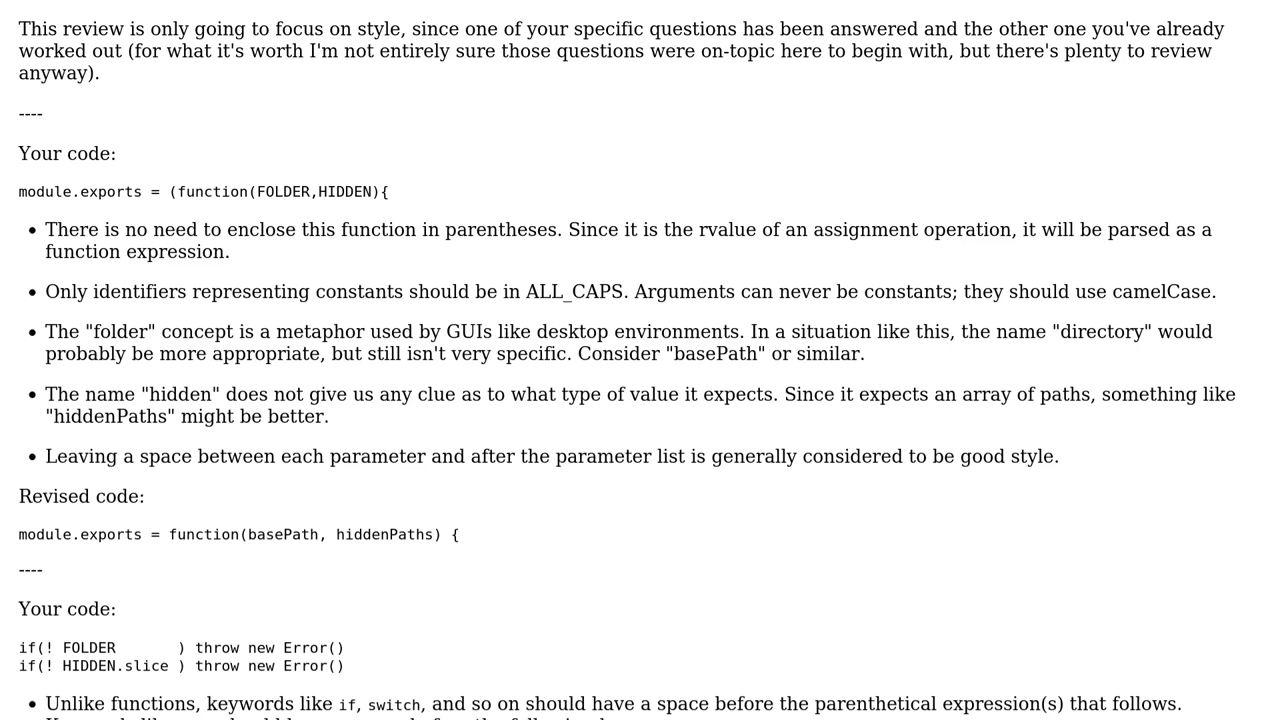 This review is only going to focus on style, since one of your specific questions has been answered and the other one you've already
worked out (for what it's worth I'm not entirely sure those questions were on-topic here to begin with, but there's plenty to review
anyway).
----
Your code:
module.exports = (function(FOLDER,HIDDEN){
• There is no need to enclose this function in parentheses. Since it is the rvalue of an assignment operation, it will be parsed as a
function expression.
• Only identifiers representing constants should be in ALL_CAPS. Arguments can never be constants; they should use camelCase.
• The "folder" concept is a metaphor used by GUIs like desktop environments. In a situation like this, the name "directory" would
probably be more appropriate, but still isn't very specific. Consider "basePath" or similar.
• The name "hidden" does not give us any clue as to what type of value it expects. Since it expects an array of paths, something like
"hiddenPaths" might be better.
• Leaving a space between each parameter and after the parameter list is generally considered to be good style.
Revised code:
module.exports = function(basePath, hiddenPaths) {
----
Your code:
if(! FOLDER       ) throw new Error()
if(! HIDDEN.slice ) throw new Error()
• Unlike functions, keywords like if, switch, and so on should have a space before the parenthetical expression(s) that follows.